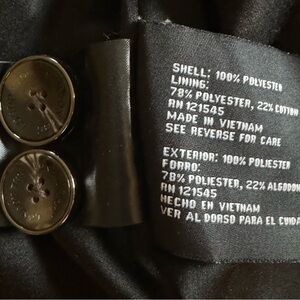 SHELL: 100% POLYESTER
LINING:
78% POLYESTER, 22% COTTON
RN 121545
MADE IN VIETNAM
SEE REVERSE FOR CARE
EXTERIOR: 100% POLIESTER
FORRO:
78% POLIESTER, 22% ALGODON
RN 121545
HECHO EN VIETNAM
VER AL DORSO PARA EL CUIDA